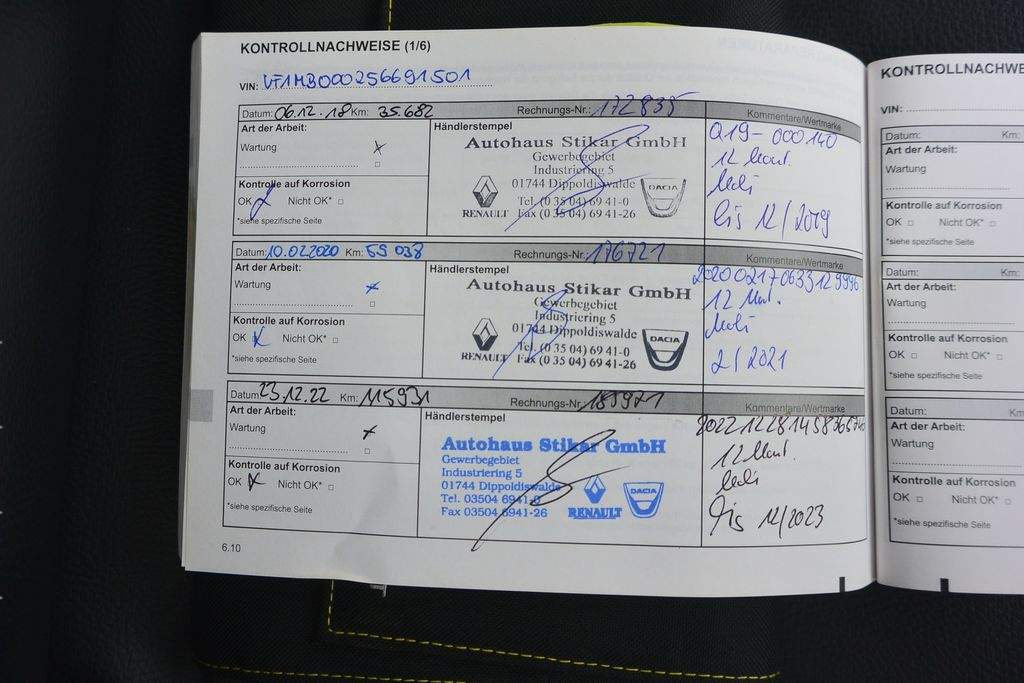 KONTROLLNACHWEISE (1/6)
VIN: VF1MB000256691501
Datum: 06.12.18 Km: 35.682 Rechnungs-Nr.: 172835 Kommentare/Wertmarke
Art der Arbeit: Händlerstempel
Wartung
Kontrolle auf Korrosion
OK Nicht OK*
*siehe spezifische Seite
Autohaus Stikar GmbH
Gewerbegebiet
Industriering 5
01744 Dippoldiswalde
Tel. (0 35 04) 69 41-0
Fax (0 35 04) 69 41-26
RENAULT
DACIA
Q19-000140
12 Monat.
Bis 12/2019
Datum: 10.02.2020 Km: 59 038 Rechnungs-Nr.: 176721 Kommentare/Wertmarke
Art der Arbeit: Händlerstempel
Wartung
Kontrolle auf Korrosion
OK Nicht OK*
*siehe spezifische Seite
Autohaus Stikar GmbH
Gewerbegebiet
Industriering 5
01744 Dippoldiswalde
Tel. (0 35 04) 69 41-0
Fax (0 35 04) 69 41-26
RENAULT
DACIA
20200217063312 9996
12 Mont.
2/2021
Datum: 23.12.22 Km: 115931 Rechnungs-Nr.: 185971 Kommentare/Wertmarke
Art der Arbeit: Händlerstempel
Wartung
Kontrolle auf Korrosion
OK Nicht OK*
*siehe spezifische Seite
Autohaus Stikar GmbH
Gewerbegebiet
Industriering 5
01744 Dippoldiswalde
Tel. 03504 6941-0
Fax 03504 6941-26
RENAULT
DACIA
12 Mont.
Bis 12/2023
6.10
KONTROLLNACHWE
VIN:
Datum: Km:
Art der Arbeit:
Wartung
Kontrolle auf Korrosion
OK Nicht OK*
*siehe spezifische Seite
Datum: Km:
Art der Arbeit:
Wartung
Kontrolle auf Korrosion
OK Nicht OK*
*siehe spezifische Seite
Datum: Km
Art der Arbeit:
Wartung
Kontrolle auf Korrosion
OK Nicht OK*
*siehe spezifische Seite